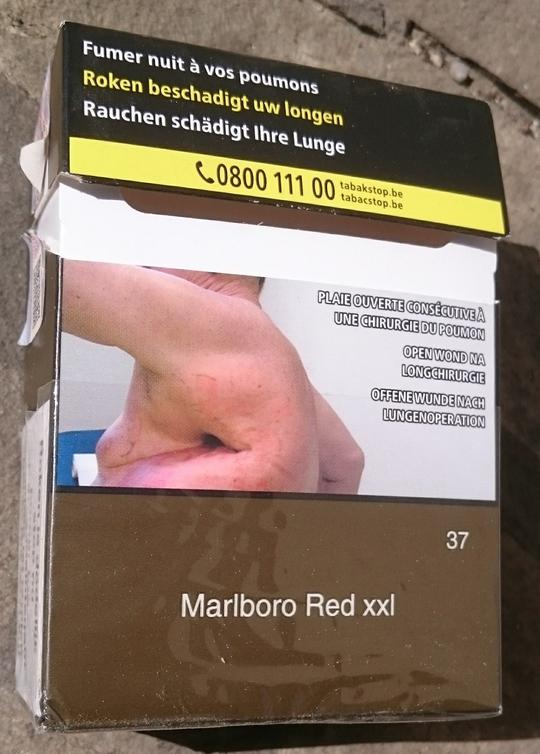 Fumer nuit à vos poumons
Roken beschadigt uw longen
Rauchen schädigt Ihre Lunge
0800 111 00 tabakstop.be
tabacstop.be
PLAIE OUVERTE CONSÉCUTIVE À
UNE CHIRURGIE DU POUMON
OPEN WOND NA
LONGCHIRURGIE
OFFENE WUNDE NACH
LUNGENOPERATION
37
Marlboro Red xxl